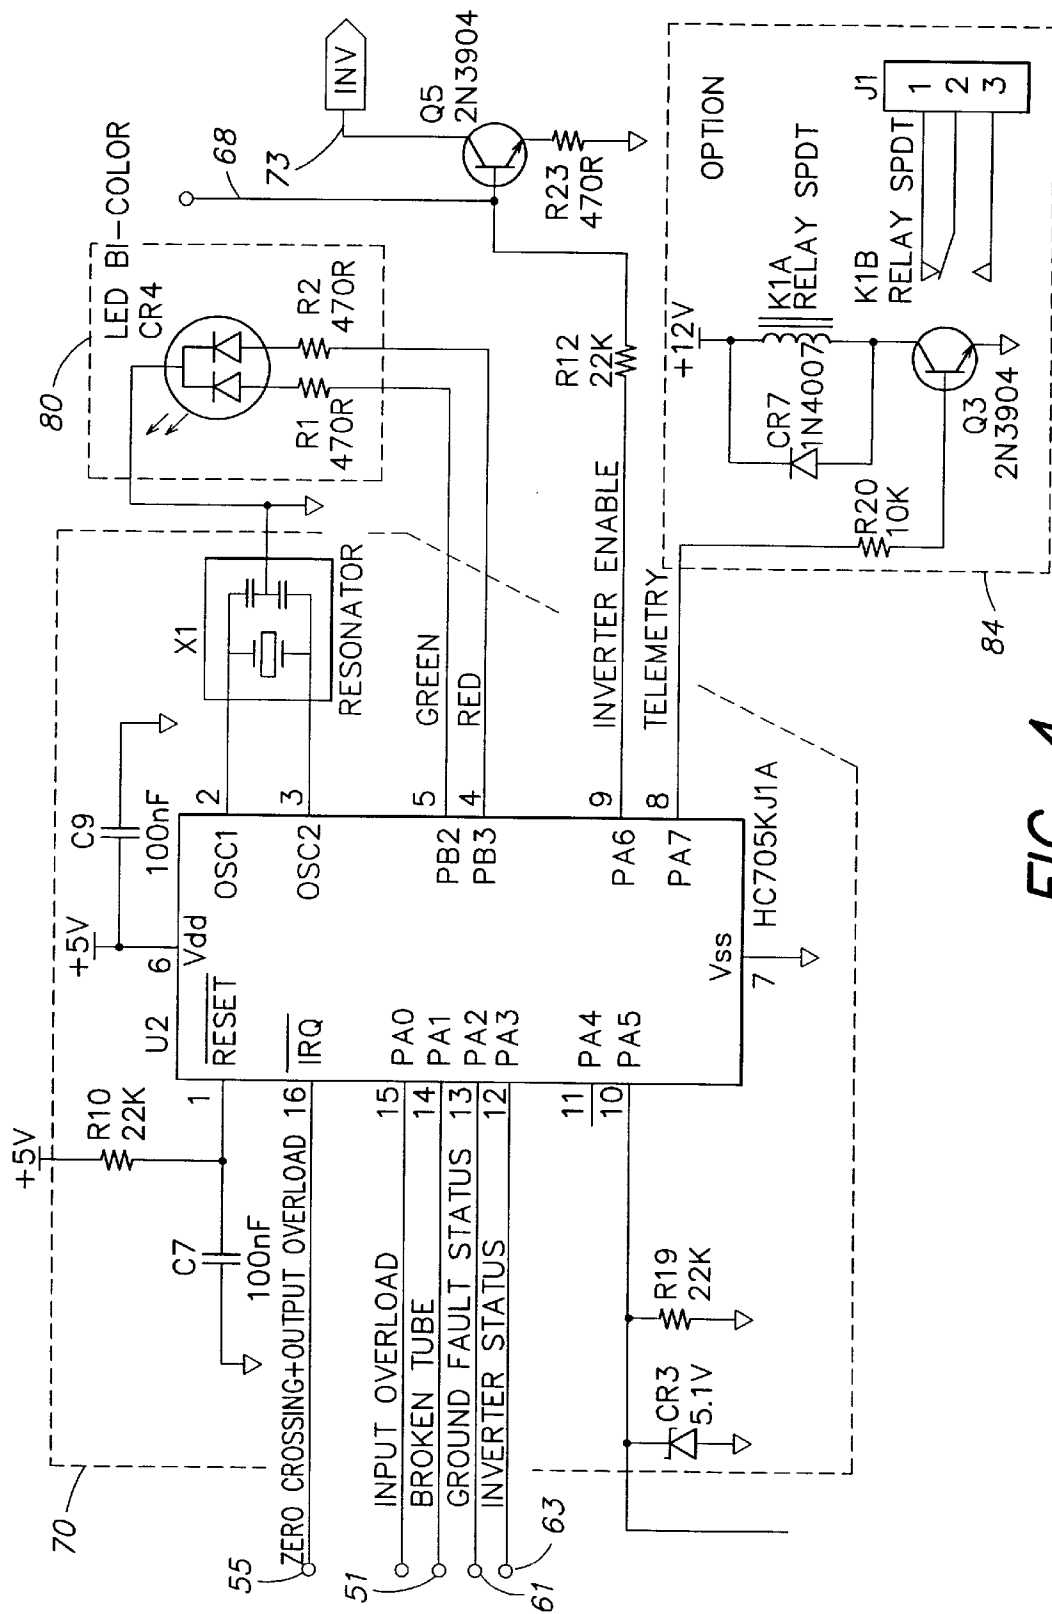 70
+5V
R10
22K
C7
100nF
+5V
C9
100nF
U2
6
Vdd
1
RESET
16
IRQ
15
PA0
14
PA1
13
PA2
12
PA3
11
PA4
10
PA5
OSC1
2
OSC2
3
PB2
5
PB3
4
PA6
9
PA7
8
Vss
7
HC705KJ1A
55
ZERO CROSSING+OUTPUT OVERLOAD
INPUT OVERLOAD
51
BROKEN TUBE
GROUND FAULT STATUS
61
INVERTER STATUS
63
CR3
5.1V
R19
22K
X1
RESONATOR
GREEN
RED
INVERTER ENABLE
TELEMETRY
80
LED BI-COLOR
CR4
R1
470R
R2
470R
68
73
INV
Q5
2N3904
R23
470R
R12
22K
84
OPTION
+12V
K1A
RELAY SPDT
CR7
1N4007
R20
10K
Q3
2N3904
K1B
RELAY SPDT
J1
1
2
3